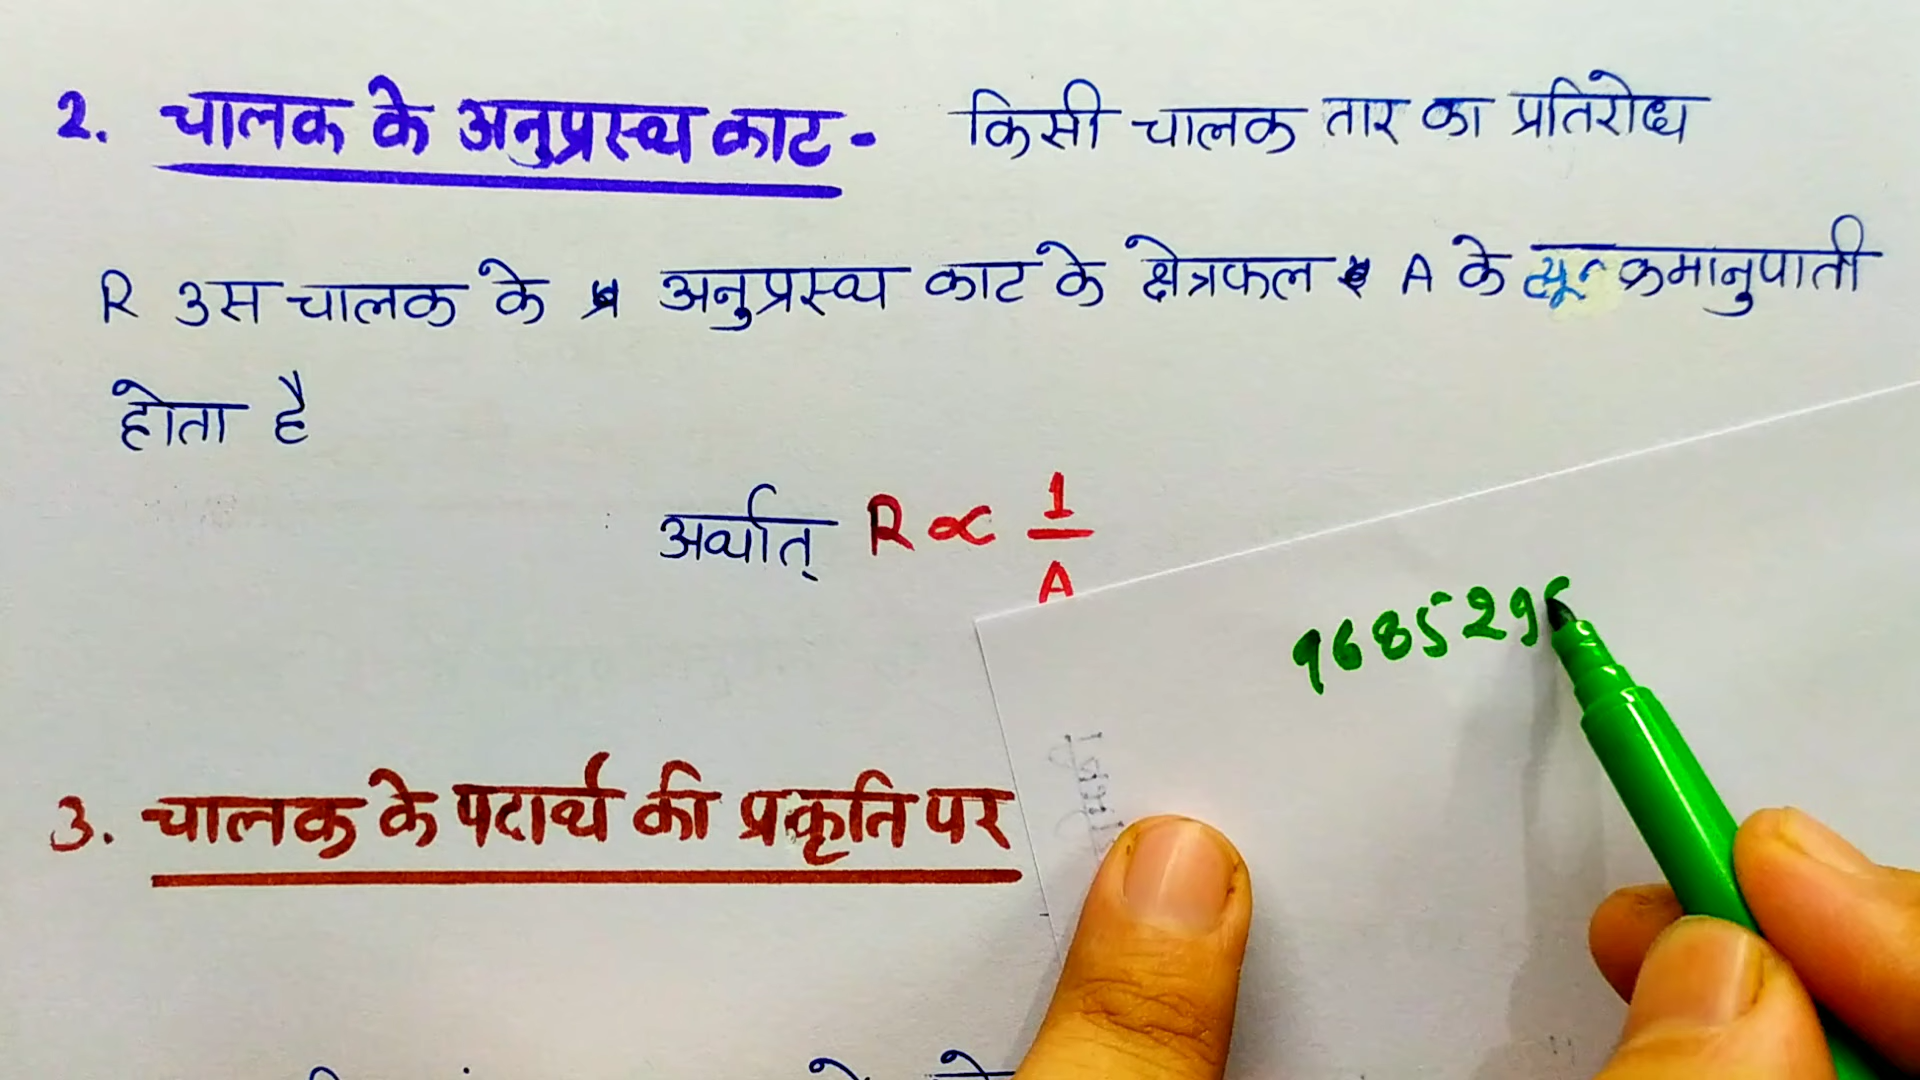 2. चालक के अनुप्रस्थ काट - किसी चालक तार का प्रतिरोध
R उस चालक के अनुप्रस्थ काट के क्षेत्रफल A के व्यूत्क्रमानुपाती
होता है
अर्थात् R ∝ 1/A
968529
3. चालक के पदार्थ की प्रकृति पर